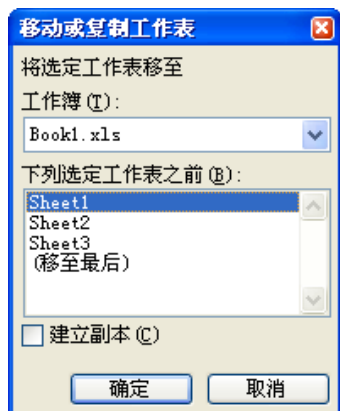 移动或复制工作表
将选定工作表移至
工作簿(T):
Book1.xls
下列选定工作表之前(B):
Sheet1
Sheet2
Sheet3
(移至最后)
建立副本(C)
确定 取消